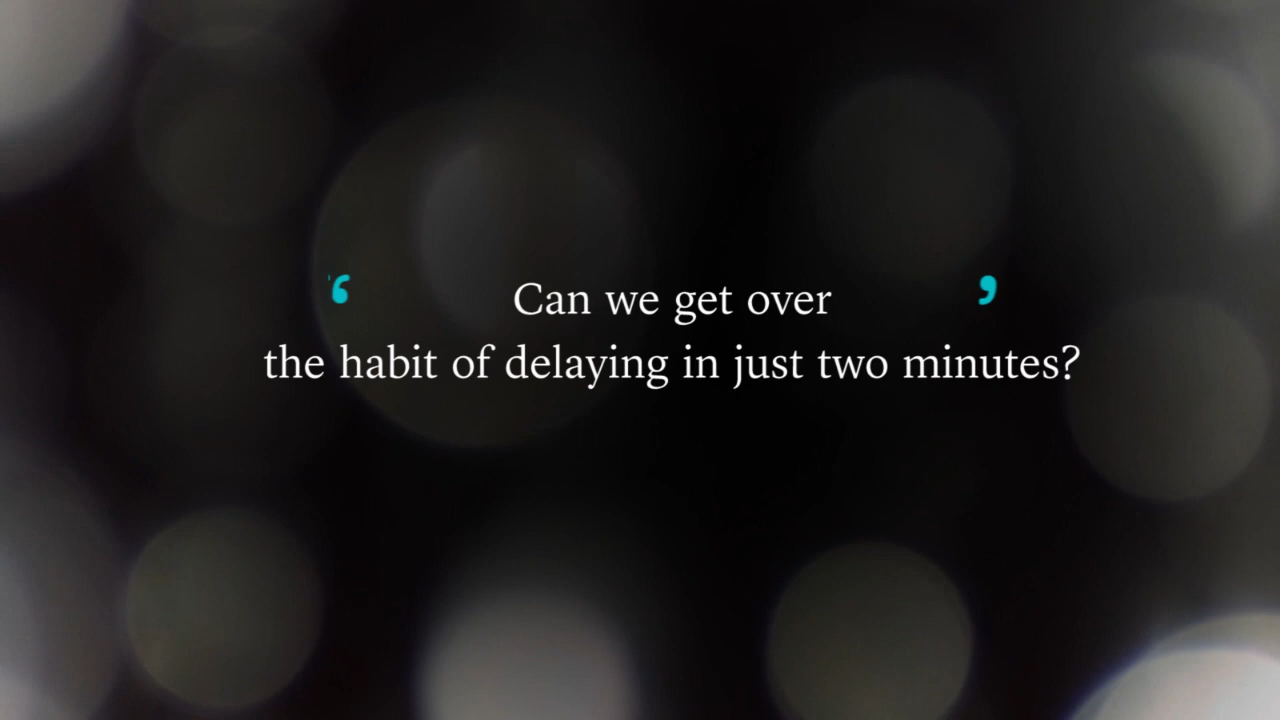 ‘ Can we get over ’
the habit of delaying in just two minutes?